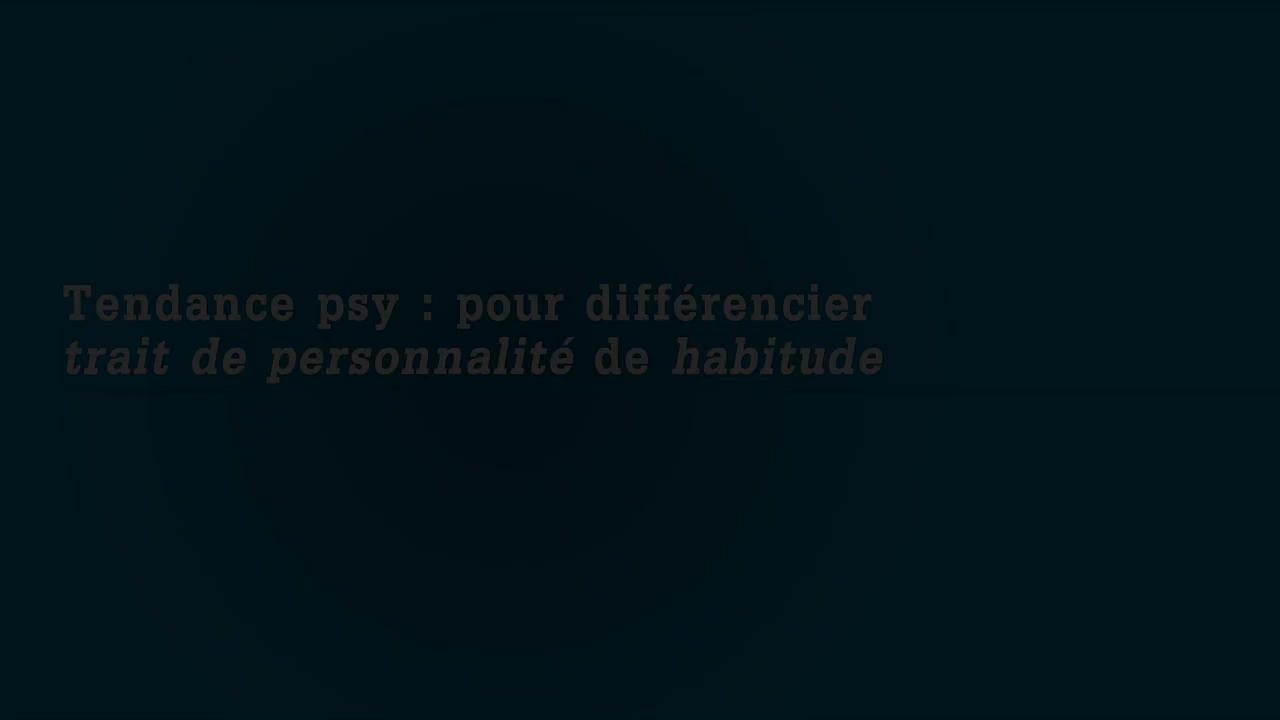 Tendance psy : pour différencier
trait de personnalité de habitude